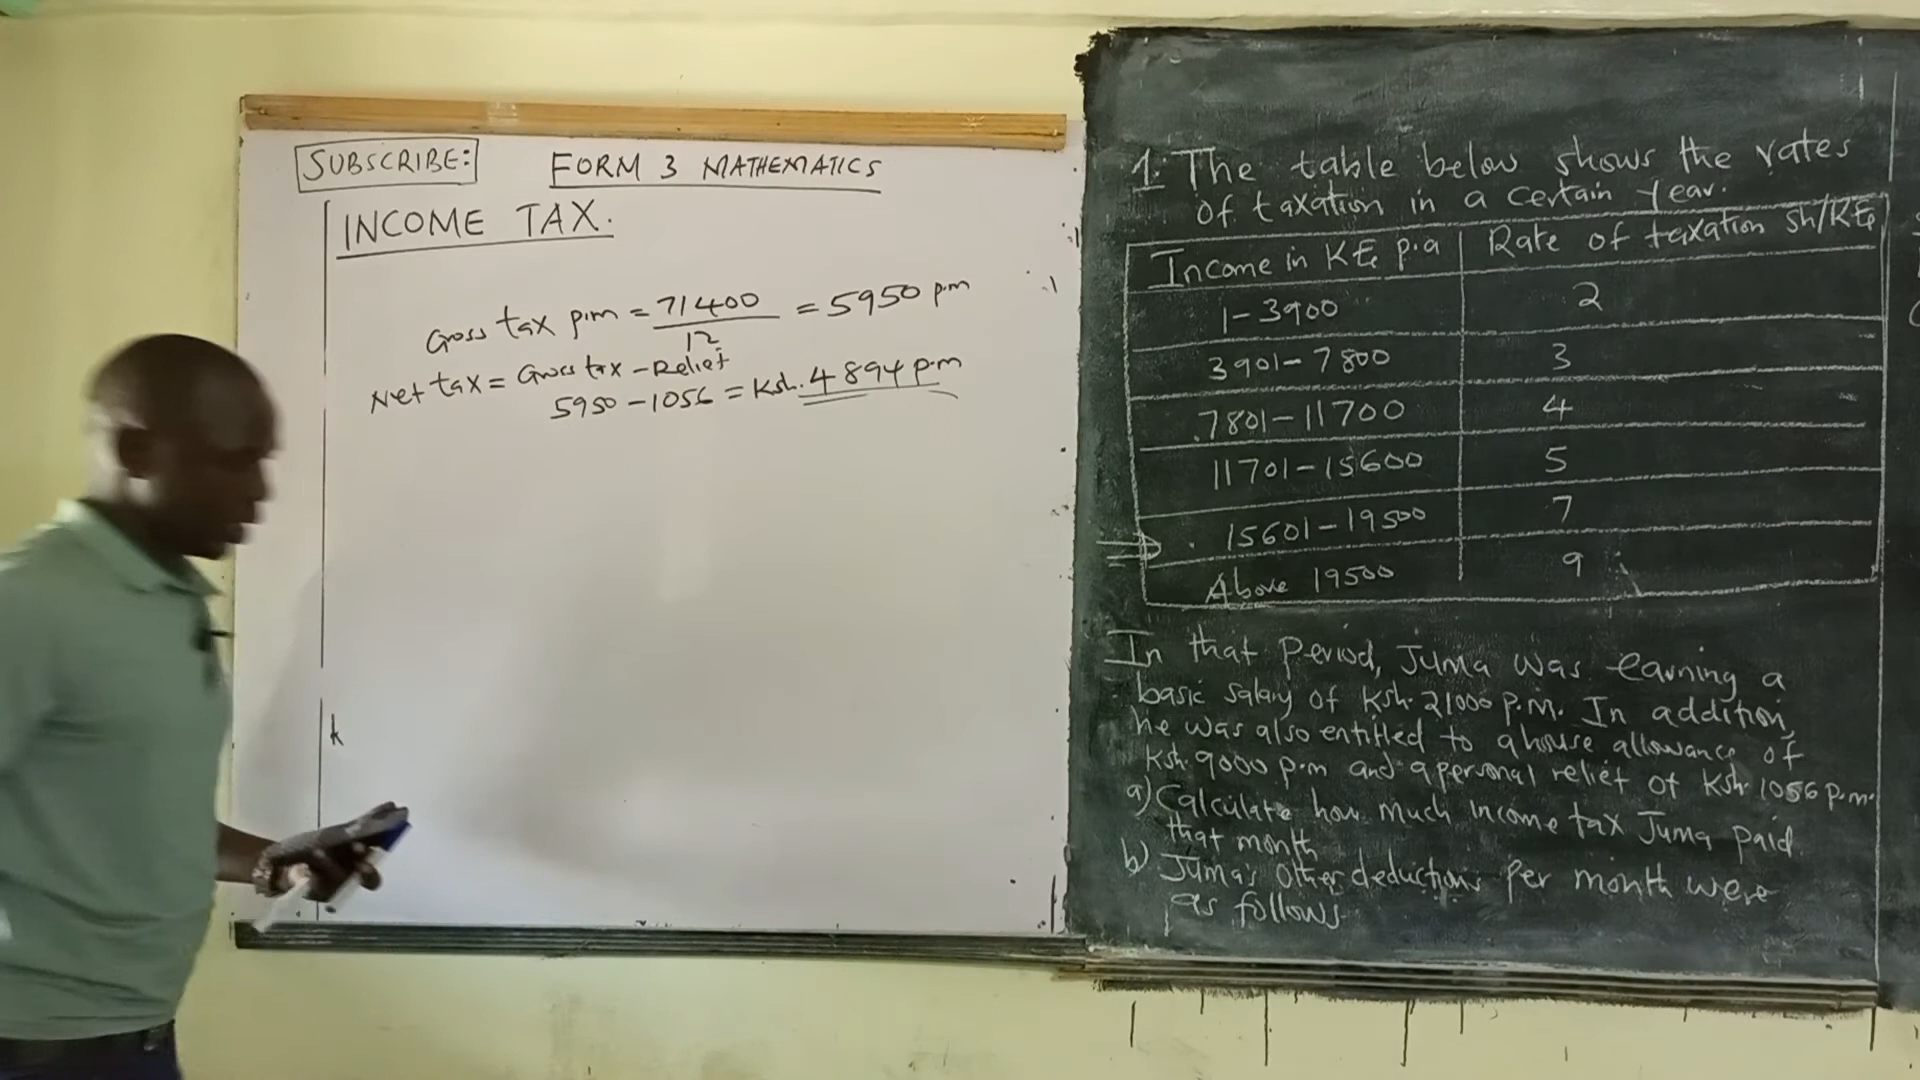 SUBSCRIBE:
FORM 3 MATHEMATICS
INCOME TAX.
Gross tax p.m = 71400 / 12 = 5950 p.m
Net tax = Gross tax - Relief
5950 - 1056 = Ksh. 4894 p.m
k
1. The table below shows the rates
of taxation in a certain year.
Income in K£ p.a | Rate of taxation sh/K£
1-3900 | 2
3901-7800 | 3
7801-11700 | 4
11701-15600 | 5
15601-19500 | 7
Above 19500 | 9
In that period, Juma was earning a
basic salary of Ksh. 21000 P.M. In addition,
he was also entitled to a house allowance of
Ksh. 9000 p.m and a personal relief of Ksh. 1056 p.m.
a) Calculate how much income tax Juma paid
that month
b) Juma's other deductions per month were
as follows.